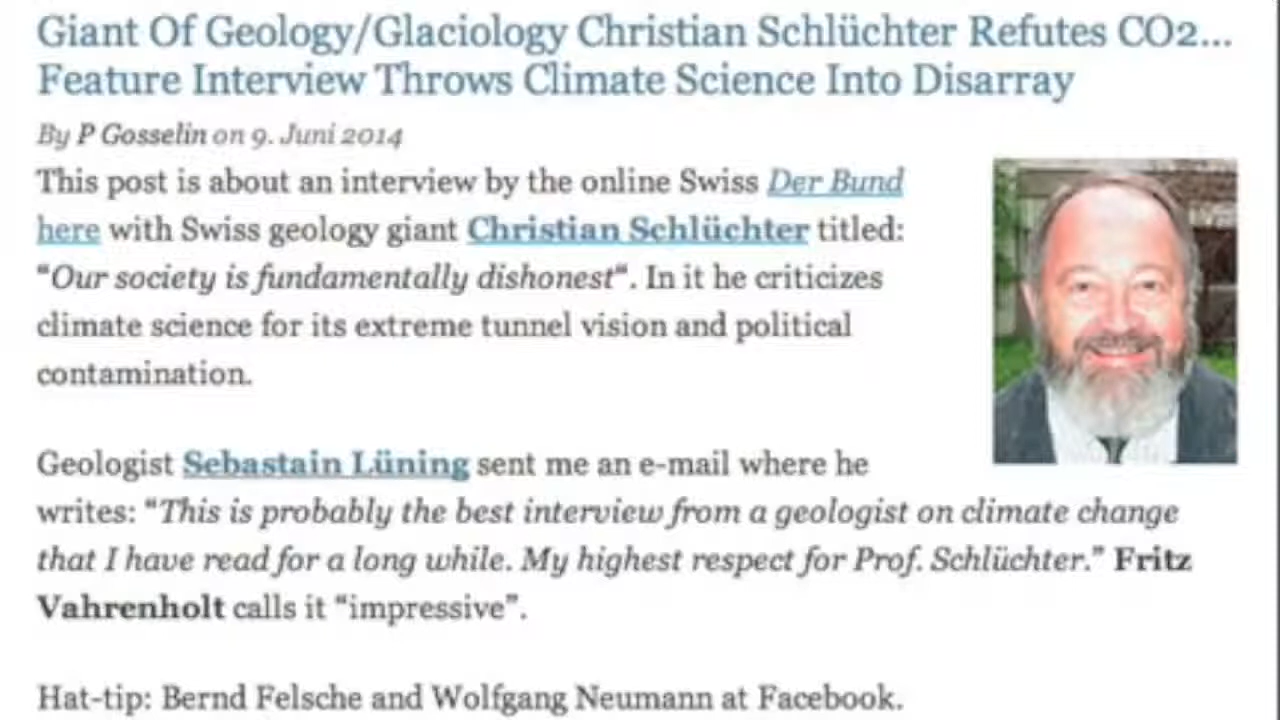 Giant Of Geology/Glaciology Christian Schlüchter Refutes CO2…
Feature Interview Throws Climate Science Into Disarray
By P Gosselin on 9. Juni 2014
This post is about an interview by the online Swiss Der Bund
here with Swiss geology giant Christian Schlüchter titled:
“Our society is fundamentally dishonest“. In it he criticizes
climate science for its extreme tunnel vision and political
contamination.
Geologist Sebastain Lüning sent me an e-mail where he
writes: “This is probably the best interview from a geologist on climate change
that I have read for a long while. My highest respect for Prof. Schlüchter.” Fritz
Vahrenholt calls it “impressive”.
Hat-tip: Bernd Felsche and Wolfgang Neumann at Facebook.